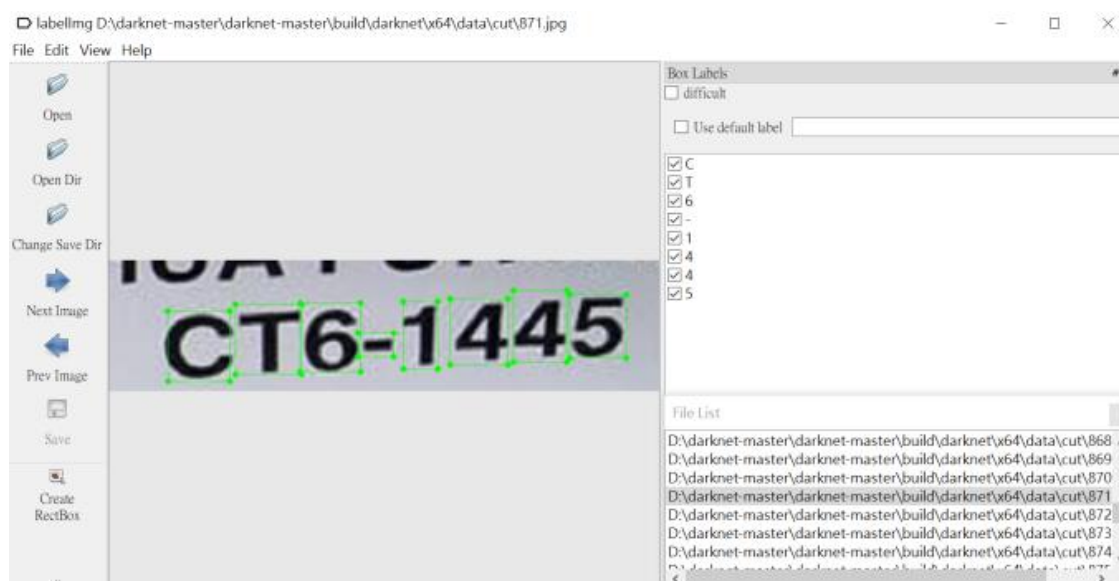 labelImg D:\darknet-master\darknet-master\build\darknet\x64\data\cut\871.jpg
File Edit View Help
Open
Open Dir
Change Save Dir
Next Image
Prev Image
Save
Create
RectBox
CT6-1445
Box Labels
difficult
Use default label
C
T
6
-
1
4
4
5
File List
D:\darknet-master\darknet-master\build\darknet\x64\data\cut\868
D:\darknet-master\darknet-master\build\darknet\x64\data\cut\869
D:\darknet-master\darknet-master\build\darknet\x64\data\cut\870
D:\darknet-master\darknet-master\build\darknet\x64\data\cut\871
D:\darknet-master\darknet-master\build\darknet\x64\data\cut\872
D:\darknet-master\darknet-master\build\darknet\x64\data\cut\873
D:\darknet-master\darknet-master\build\darknet\x64\data\cut\874